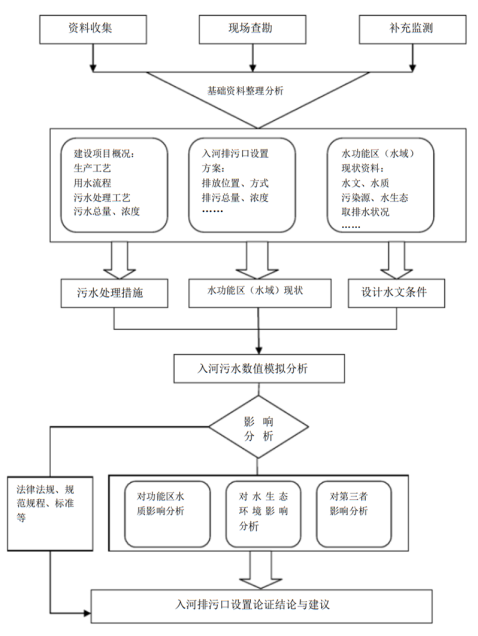 资料收集
现场查勘
补充监测
基础资料整理分析
建设项目概况：
生产工艺
用水流程
污水处理工艺
污水总量、浓度
入河排污口设置
方案：
排放位置、方式
排污总量、浓度
……
水功能区（水域）
现状资料：
水文、水质
污染源、水生态
取排水状况
……
污水处理措施
水功能区（水域）现状
设计水文条件
入河污水数值模拟分析
影 响
分 析
法律法规、规
范规程、标准
等
对功能区水
质影响分析
对 水 生 态
环 境 影 响
分析
对第三者
影响分析
入河排污口设置论证结论与建议